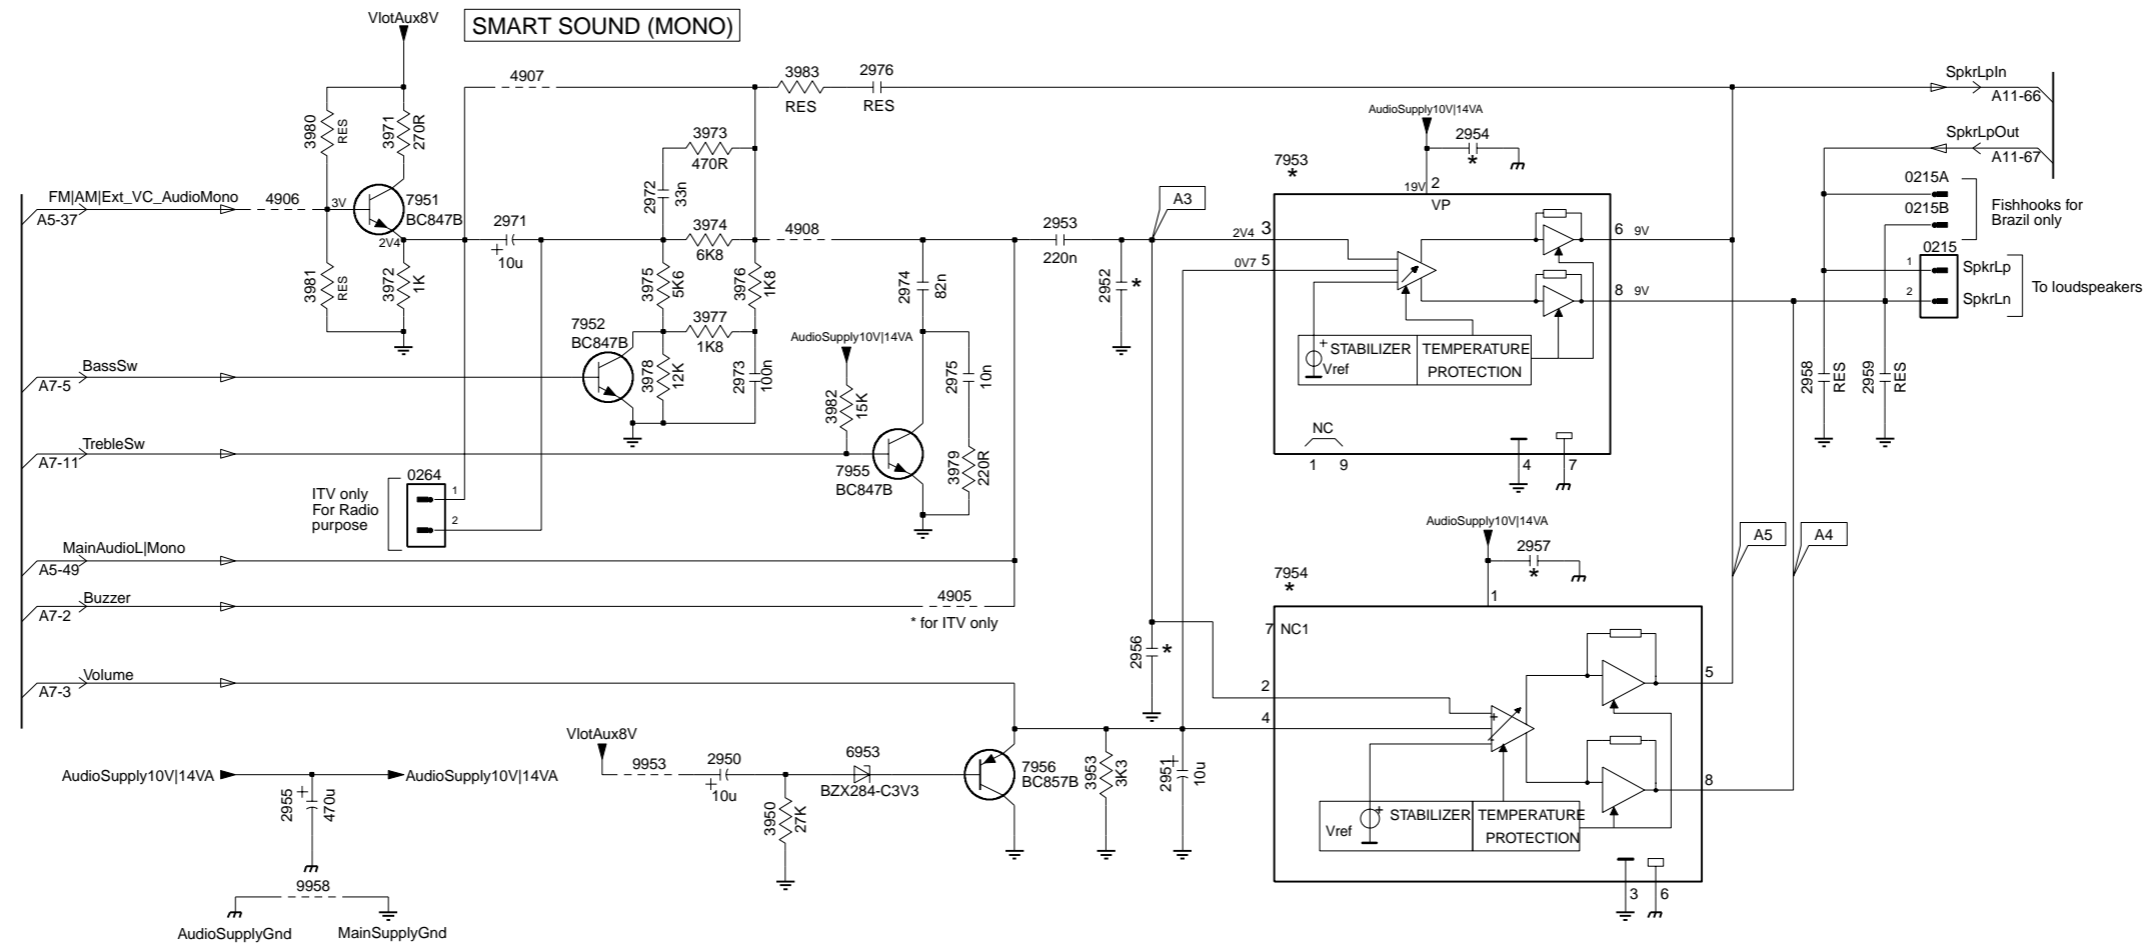 SMART SOUND (MONO)
VlotAux8V
4907
3983
RES
2976
RES
SpkrLpIn
A11-66
3980
RES
3971
270R
3973
470R
2972
33n
AudioSupply10V|14VA
2954
*
SpkrLpOut
A11-67
7953
*
19V 2
VP
0215A
0215B
Fishhooks for
Brazil only
FM|AM|Ext_VC_AudioMono
A5-37
4906
3V
7951
BC847B
2V4
2971
+
10u
3974
6K8
4908
2953
220n
A3
2V4 3
0V7 5
6 9V
8 9V
0215
1
SpkrLp
2
SpkrLn
To loudspeakers
3981
RES
3972
1K
3975
5K6
3976
1K8
2974
82n
2952
*
3977
1K8
7952
BC847B
AudioSupply10V|14VA
+
STABILIZER
Vref
TEMPERATURE
PROTECTION
2958
RES
2959
RES
BassSw
A7-5
3978
12K
2973
100n
3982
15K
2975
10n
NC
1 9
4
7
TrebleSw
A7-11
7955
BC847B
3979
220R
ITV only
For Radio
purpose
0264
1
2
MainAudioL|Mono
A5-49
AudioSupply10V|14VA
2957
*
A5
A4
7954
*
1
Buzzer
A7-2
4905
* for ITV only
7 NC1
2956
*
Volume
A7-3
2
4
5
8
+
-
VlotAux8V
9953
2950
+
10u
6953
BZX284-C3V3
7956
BC857B
3953
3K3
2951
+
10u
AudioSupply10V|14VA
AudioSupply10V|14VA
2955
+
470u
3950
27K
Vref
+
STABILIZER
TEMPERATURE
PROTECTION
3
6
9958
AudioSupplyGnd
MainSupplyGnd